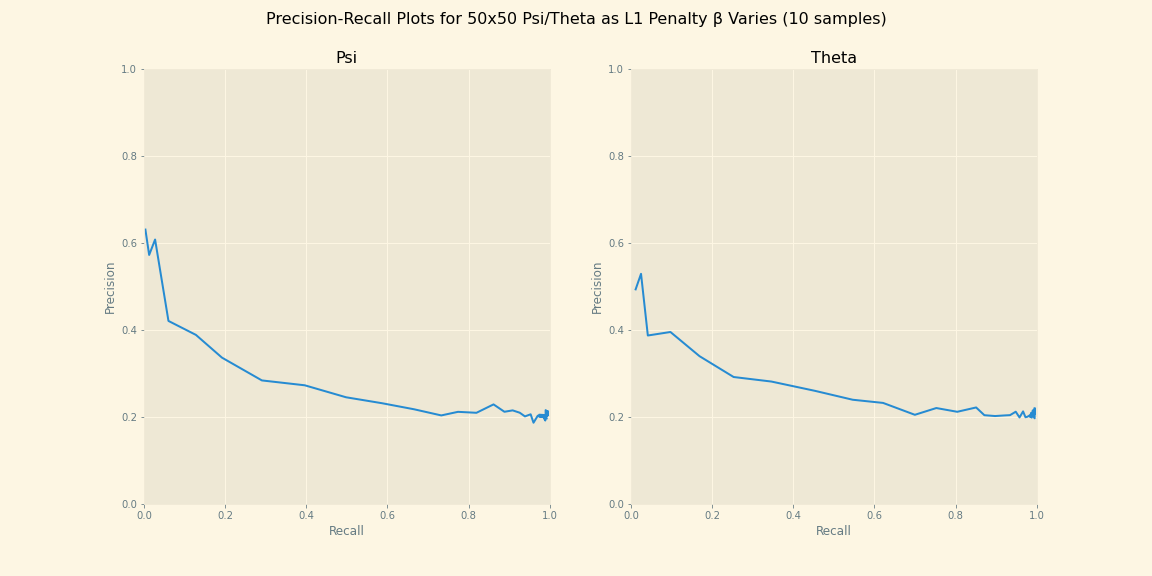 Precision-Recall Plots for 50x50 Psi/Theta as L1 Penalty β Varies (10 samples)
Psi
1.0
0.8
0.6
0.4
0.2
0.0
Precision
0.0 0.2 0.4 0.6 0.8 1.0
Recall
Theta
1.0
0.8
0.6
0.4
0.2
0.0
Precision
0.0 0.2 0.4 0.6 0.8 1.0
Recall